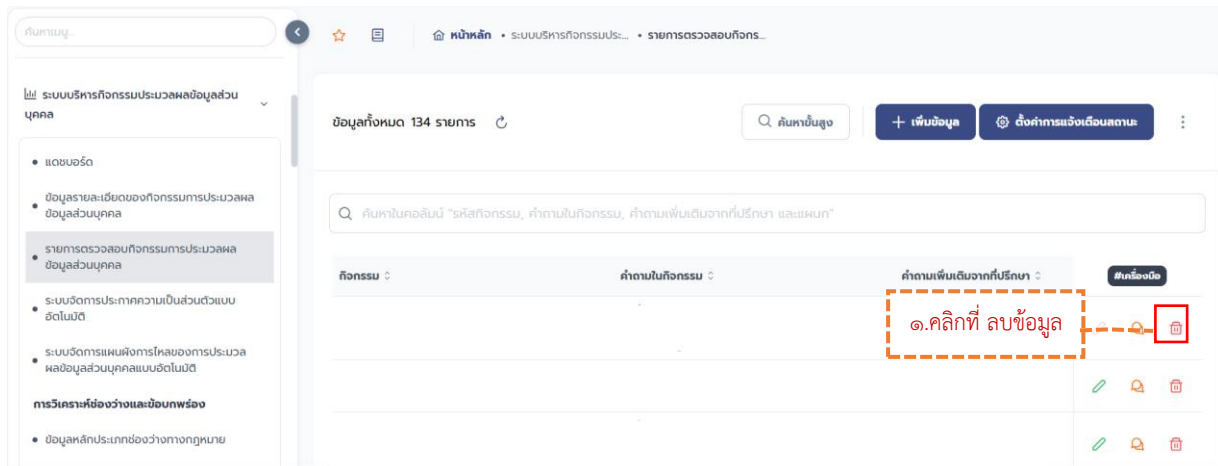 ค้นหาเมนู...
หน้าหลัก • ระบบบริหารกิจกรรมประ... • รายการตรวจสอบกิจกร...
ระบบบริหารกิจกรรมประมวลผลข้อมูลส่วน
บุคคล
• แดชบอร์ด
• ข้อมูลรายละเอียดของกิจกรรมการประมวลผล
ข้อมูลส่วนบุคคล
• รายการตรวจสอบกิจกรรมการประมวลผล
ข้อมูลส่วนบุคคล
• ระบบจัดการประกาศความเป็นส่วนตัวแบบ
อัตโนมัติ
• ระบบจัดการแผนผังการไหลของการประมวล
ผลข้อมูลส่วนบุคคลแบบอัตโนมัติ
การวิเคราะห์ช่องว่างและข้อบกพร่อง
• ข้อมูลหลักประเภทช่องว่างทางกฎหมาย
ข้อมูลทั้งหมด 134 รายการ
ค้นหาขั้นสูง
+ เพิ่มข้อมูล
ตั้งค่าการแจ้งเตือนสถานะ
ค้นหาในคอลัมน์ "รหัสกิจกรรม, คำถามในกิจกรรม, คำถามเพิ่มเติมจากที่ปรึกษา และแผนก"
กิจกรรม
คำถามในกิจกรรม
คำถามเพิ่มเติมจากที่ปรึกษา
#เครื่องมือ
๑.คลิกที่ ลบข้อมูล